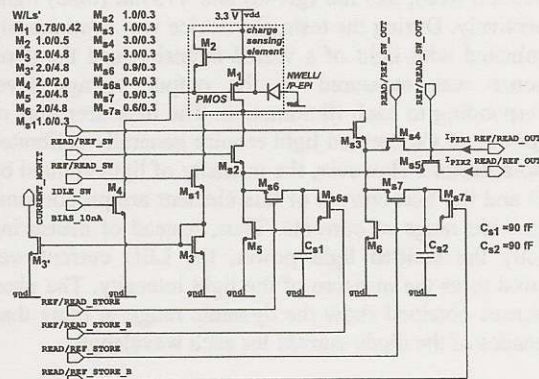 W/Ls' Ms2 1.0/0.3
M1 0.78/0.42 Ms3 1.0/0.3
M2 1.0/0.5 Ms4 3.0/0.3
M3 2.0/4.8 Ms5 3.0/0.3
M3' 2.0/4.8 Ms6 0.9/0.3
M4 2.0/2.0 Ms6a 0.6/0.3
M5 2.0/4.8 Ms7 0.9/0.3
M6 2.0/4.8 Ms7a 0.6/0.3
Ms1 1.0/0.3
3.3 V vdd
charge
sensing
element
M2
M1
PMOS
NWELL/
P-EPI
READ/REF_SW_OUT
REF/READ_SW_OUT
READ/REF_SW
REF/READ_SW
IDLE_SW
BIAS 10nA
CURRENT_MONIT
M4
Ms1
Ms2
Ms3
Ms4
Ms5
IPIX1 REF/READ_OUT
IPIX2 READ/REF_OUT
Ms6
Ms6a
Ms7
Ms7a
M3'
M3
M5
Cs1
M6
Cs2
Cs1 =90 fF
Cs2 =90 fF
gnd
gnd
gnd
gnd
gnd
gnd
gnd
REF/READ_STORE
REF/READ_STORE_B
READ/REF_STORE
READ/REF_STORE_B